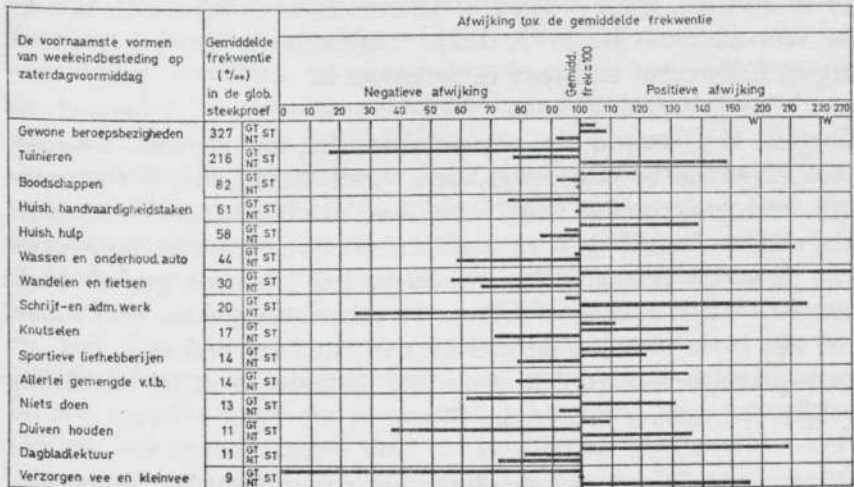 Afwijking tov. de gemiddelde frekwentie
De voornaamste vormen
van weekeindbesteding op
zaterdagvoormiddag
Gemiddelde
frekwentie
(°/₀₀)
in de glob.
steekproef
Negatieve afwijking
Gemidd.
frek=100
Positieve afwijking
0 10 20 30 40 50 60 70 80 90 100 110 120 130 140 150 160 200 210 220 270
W W
Gewone beroepsbezigheden 327 GT NT ST
Tuinieren 216 GT NT ST
Boodschappen 82 GT NT ST
Huish. handvaardigheidstaken 61 GT NT ST
Huish. hulp 58 GT NT ST
Wassen en onderhoud. auto 44 GT NT ST
Wandelen en fietsen 30 GT NT ST
Schrijf-en adm. werk 20 GT NT ST
Knutselen 17 GT NT ST
Sportieve liefhebberijen 14 GT NT ST
Allerlei gemengde v.t.b. 14 GT NT ST
Niets doen 13 GT NT ST
Duiven houden 11 GT NT ST
Dagbladlektuur 11 GT NT ST
Verzorgen vee en kleinvee 9 GT NT ST